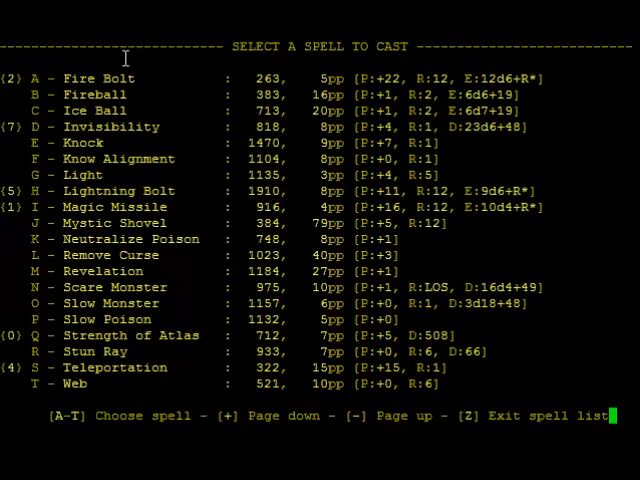 ---------------------------- SELECT A SPELL TO CAST ---------------------------
{2} A - Fire Bolt : 263, 5pp [P:+22, R:12, E:12d6+R*]
B - Fireball : 383, 16pp [P:+1, R:2, E:6d6+19]
C - Ice Ball : 713, 20pp [P:+1, R:2, E:6d7+19]
{7} D - Invisibility : 818, 8pp [P:+4, R:1, D:23d6+48]
E - Knock : 1470, 9pp [P:+7, R:1]
F - Know Alignment : 1104, 8pp [P:+0, R:1]
G - Light : 1135, 3pp [P:+4, R:5]
{5} H - Lightning Bolt : 1910, 8pp [P:+11, R:12, E:9d6+R*]
{1} I - Magic Missile : 916, 4pp [P:+16, R:12, E:10d4+R*]
J - Mystic Shovel : 384, 79pp [P:+5, R:12]
K - Neutralize Poison : 748, 8pp [P:+1]
L - Remove Curse : 1023, 40pp [P:+3]
M - Revelation : 1184, 27pp [P:+1]
N - Scare Monster : 975, 10pp [P:+1, R:LOS, D:16d4+49]
O - Slow Monster : 1157, 6pp [P:+0, R:1, D:3d18+48]
P - Slow Poison : 1132, 5pp [P:+0]
{0} Q - Strength of Atlas : 712, 7pp [P:+5, D:508]
R - Stun Ray : 933, 7pp [P:+0, R:6, D:66]
{4} S - Teleportation : 322, 15pp [P:+15, R:1]
T - Web : 521, 10pp [P:+0, R:6]
[A-T] Choose spell - [+] Page down - [-] Page up - [Z] Exit spell list